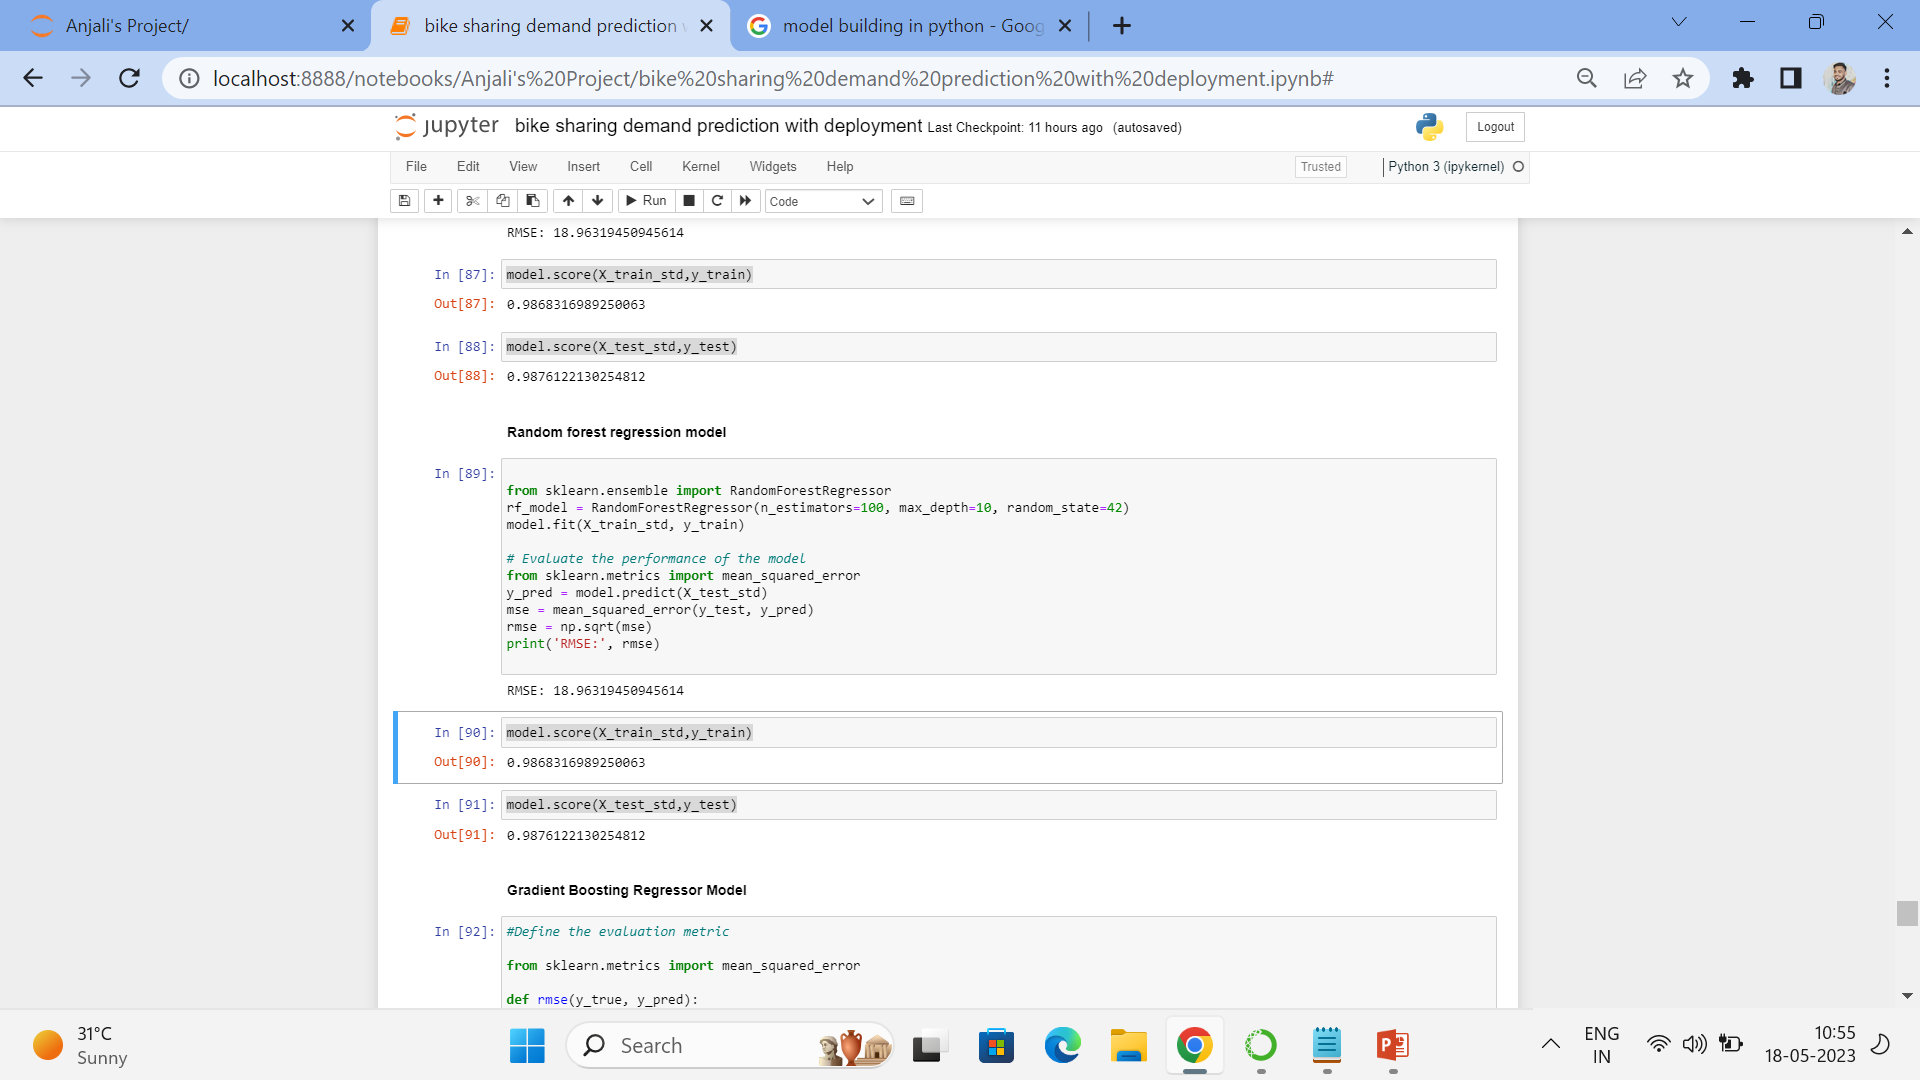 Anjali's Project/
bike sharing demand prediction
model building in python - Goog
localhost:8888/notebooks/Anjali's%20Project/bike%20sharing%20demand%20prediction%20with%20deployment.ipynb#
jupyter bike sharing demand prediction with deployment Last Checkpoint: 11 hours ago (autosaved)
Logout
File Edit View Insert Cell Kernel Widgets Help
Trusted
Python 3 (ipykernel)
Run
Code
RMSE: 18.96319450945614
In [87]: model.score(X_train_std,y_train)
Out[87]: 0.9868316989250063
In [88]: model.score(X_test_std,y_test)
Out[88]: 0.9876122130254812
Random forest regression model
In [89]:
from sklearn.ensemble import RandomForestRegressor
rf_model = RandomForestRegressor(n_estimators=100, max_depth=10, random_state=42)
model.fit(X_train_std, y_train)
# Evaluate the performance of the model
from sklearn.metrics import mean_squared_error
y_pred = model.predict(X_test_std)
mse = mean_squared_error(y_test, y_pred)
rmse = np.sqrt(mse)
print('RMSE:', rmse)
RMSE: 18.96319450945614
In [90]: model.score(X_train_std,y_train)
Out[90]: 0.9868316989250063
In [91]: model.score(X_test_std,y_test)
Out[91]: 0.9876122130254812
Gradient Boosting Regressor Model
In [92]: #Define the evaluation metric
from sklearn.metrics import mean_squared_error
def rmse(y_true, y_pred):
31°C
Sunny
Search
ENG
IN
10:55
18-05-2023